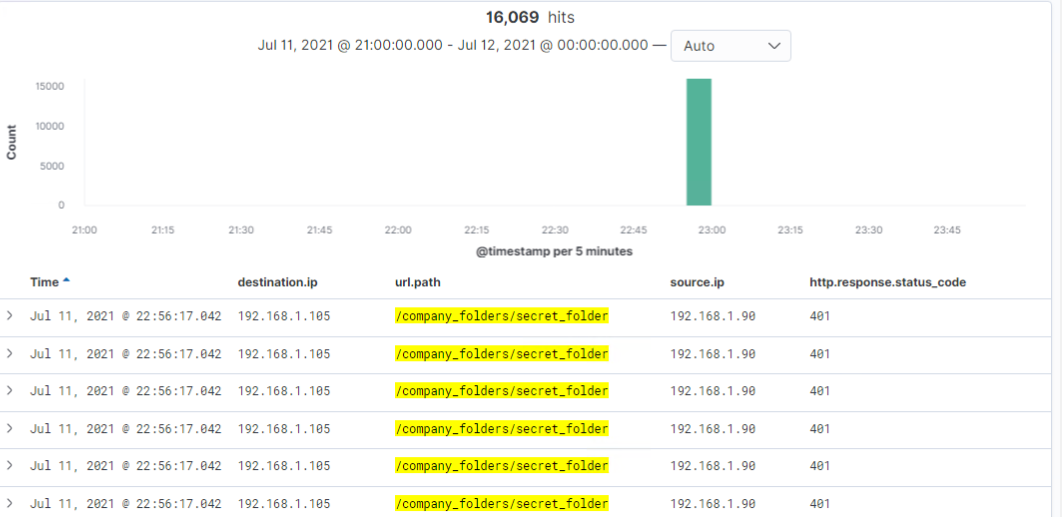 16,069 hits
Jul 11, 2021 @ 21:00:00.000 - Jul 12, 2021 @ 00:00:00.000 — Auto
Count
15000
10000
5000
0
21:00 21:15 21:30 21:45 22:00 22:15 22:30 22:45 23:00 23:15 23:30 23:45
@timestamp per 5 minutes
Time destination.ip url.path source.ip http.response.status_code
Jul 11, 2021 @ 22:56:17.042 192.168.1.105 /company_folders/secret_folder 192.168.1.90 401
Jul 11, 2021 @ 22:56:17.042 192.168.1.105 /company_folders/secret_folder 192.168.1.90 401
Jul 11, 2021 @ 22:56:17.042 192.168.1.105 /company_folders/secret_folder 192.168.1.90 401
Jul 11, 2021 @ 22:56:17.042 192.168.1.105 /company_folders/secret_folder 192.168.1.90 401
Jul 11, 2021 @ 22:56:17.042 192.168.1.105 /company_folders/secret_folder 192.168.1.90 401
Jul 11, 2021 @ 22:56:17.042 192.168.1.105 /company_folders/secret_folder 192.168.1.90 401